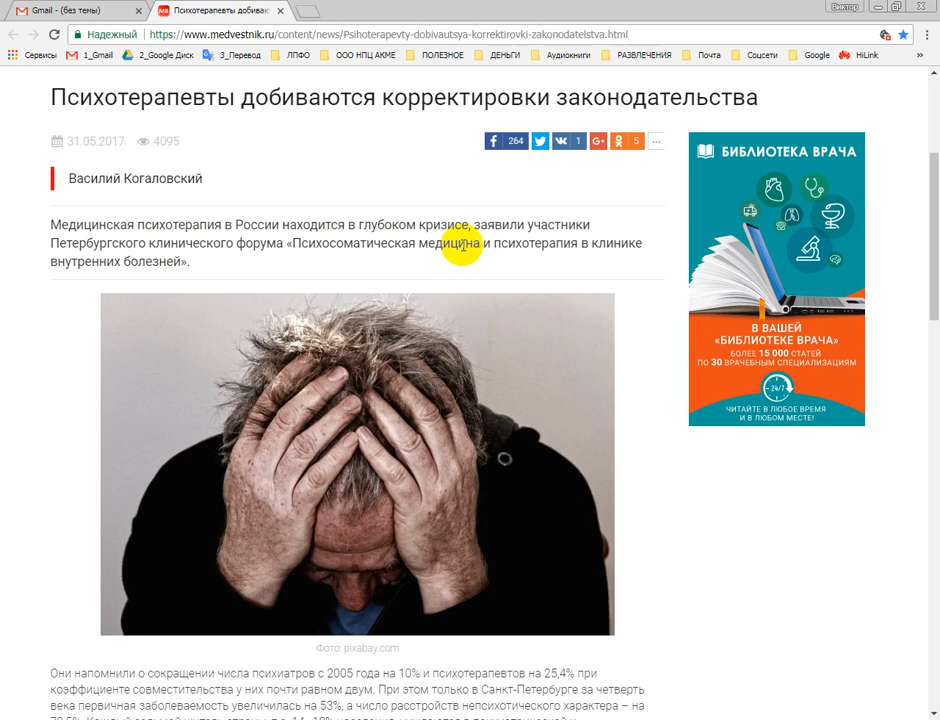 Gmail - (без темы)
Психотерапевты добива
Виктор
Надежный
https://www.medvestnik.ru/content/news/Psihoterapevty-dobivautsya-korrektirovki-zakonodatelstva.html
Сервисы 1_Gmail 2_Google Диск 3_Перевод ЛПФО ООО НПЦ АКМЕ ПОЛЕЗНОЕ ДЕНЬГИ Аудиокниги РАЗВЛЕЧЕНИЯ Почта Соцсети Google HiLink »
Психотерапевты добиваются корректировки законодательства
31.05.2017 4095
264 1 5 ...
Василий Когаловский
Медицинская психотерапия в России находится в глубоком кризисе, заявили участники
Петербургского клинического форума «Психосоматическая медицина и психотерапия в клинике
внутренних болезней».
БИБЛИОТЕКА ВРАЧА
В ВАШЕЙ
«БИБЛИОТЕКЕ ВРАЧА»
БОЛЕЕ 15 000 СТАТЕЙ
ПО 30 ВРАЧЕБНЫМ СПЕЦИАЛИЗАЦИЯМ
24/7
ЧИТАЙТЕ В ЛЮБОЕ ВРЕМЯ
И В ЛЮБОМ МЕСТЕ!
Фото: pixabay.com
Они напомнили о сокращении числа психиатров с 2005 года на 10% и психотерапевтов на 25,4% при
коэффициенте совместительства у них почти равном двум. При этом только в Санкт-Петербурге за четверть
века первичная заболеваемость увеличилась на 53%, а число расстройств непсихотического характера – на